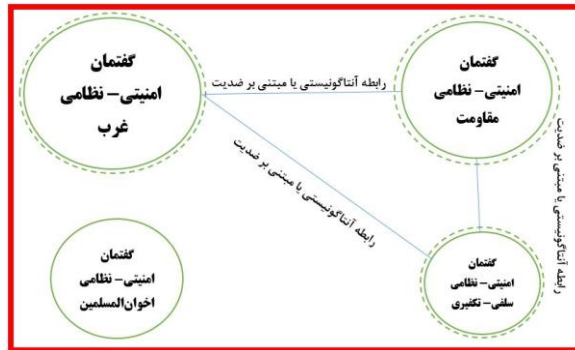 گفتمان
امنیتی- نظامی
مقاومت
رابطه آنتاگونیستی یا مبتنی بر ضدیت
گفتمان
امنیتی- نظامی
غرب
رابطه آنتاگونیستی یا مبتنی بر ضدیت
رابطه آنتاگونیستی یا مبتنی بر ضدیت
گفتمان
امنیتی- نظامی
سلفی- تکفیری
گفتمان
امنیتی- نظامی
اخوان‌المسلمین